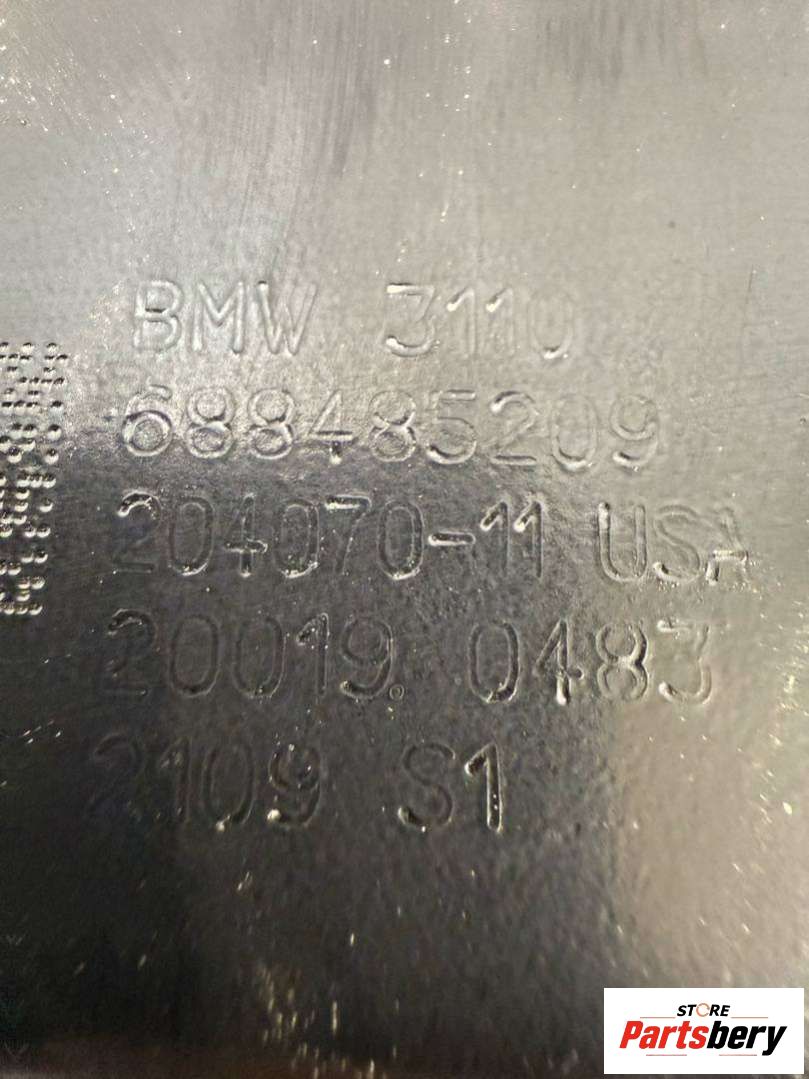 BMW 3110
688485209
204070-11 USA
20019. 0483
2109 S1
STORE
Partsbery